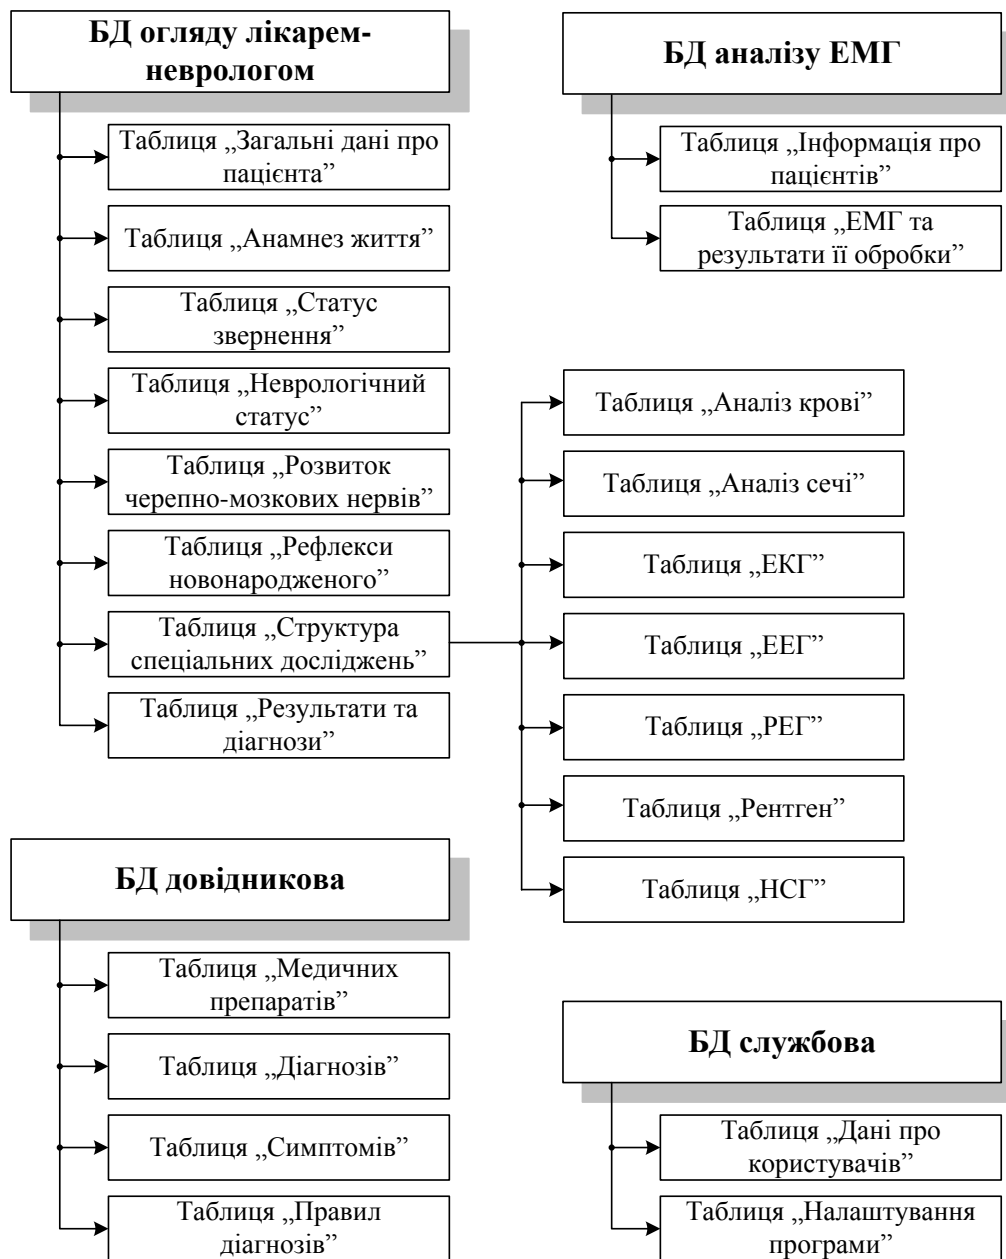 БД огляду лікарем-
неврологом
Таблиця „Загальні дані про
пацієнта”
Таблиця „Анамнез життя”
Таблиця „Статус
звернення”
Таблиця „Неврологічний
статус”
Таблиця „Розвиток
черепно-мозкових нервів”
Таблиця „Рефлекси
новонародженого”
Таблиця „Структура
спеціальних досліджень”
Таблиця „Результати та
діагнози”
БД аналізу ЕМГ
Таблиця „Інформація про
пацієнтів”
Таблиця „ЕМГ та
результати її обробки”
Таблиця „Аналіз крові”
Таблиця „Аналіз сечі”
Таблиця „ЕКГ”
Таблиця „ЕЕГ”
Таблиця „РЕГ”
Таблиця „Рентген”
Таблиця „НСГ”
БД довідникова
Таблиця „Медичних
препаратів”
Таблиця „Діагнозів”
Таблиця „Симптомів”
Таблиця „Правил
діагнозів”
БД службова
Таблиця „Дані про
користувачів”
Таблиця „Налаштування
програми”